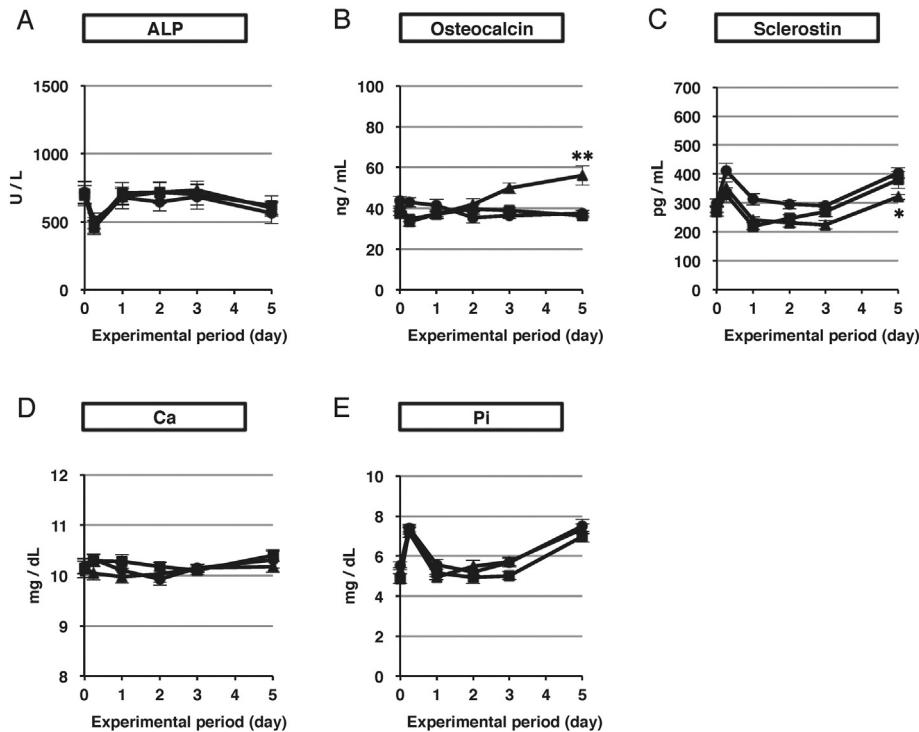 A
ALP
1500
1000
500
0
U / L
0 1 2 3 4 5
Experimental period (day)
B
Osteocalcin
100
80
60
40
20
0
ng / mL
**
0 1 2 3 4 5
Experimental period (day)
C
Sclerostin
700
600
500
400
300
200
100
0
pg / mL
*
0 1 2 3 4 5
Experimental period (day)
D
Ca
12
11
10
9
8
mg / dL
0 1 2 3 4 5
Experimental period (day)
E
Pi
10
8
6
4
2
0
mg / dL
0 1 2 3 4 5
Experimental period (day)